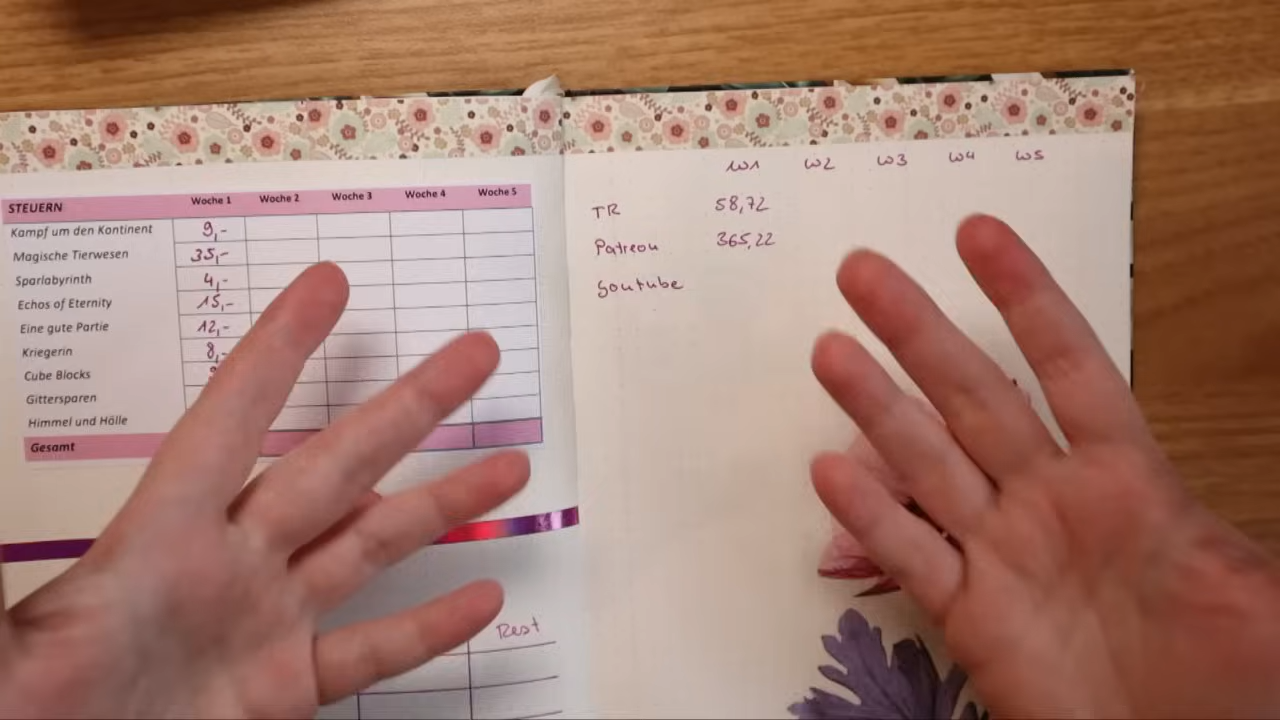 STEUERN Woche 1 Woche 2 Woche 3 Woche 4 Woche 5
Kampf um den Kontinent 9,-
Magische Tierwesen 35,-
Sparlabyrinth 4,-
Echos of Eternity 15,-
Eine gute Partie 12,-
Kriegerin 8,-
Cube Blocks
Gittersparen
Himmel und Hölle
Gesamt
Rest
W1 W2 W3 W4 W5
TR 58,72
Patreon 365,22
Youtube